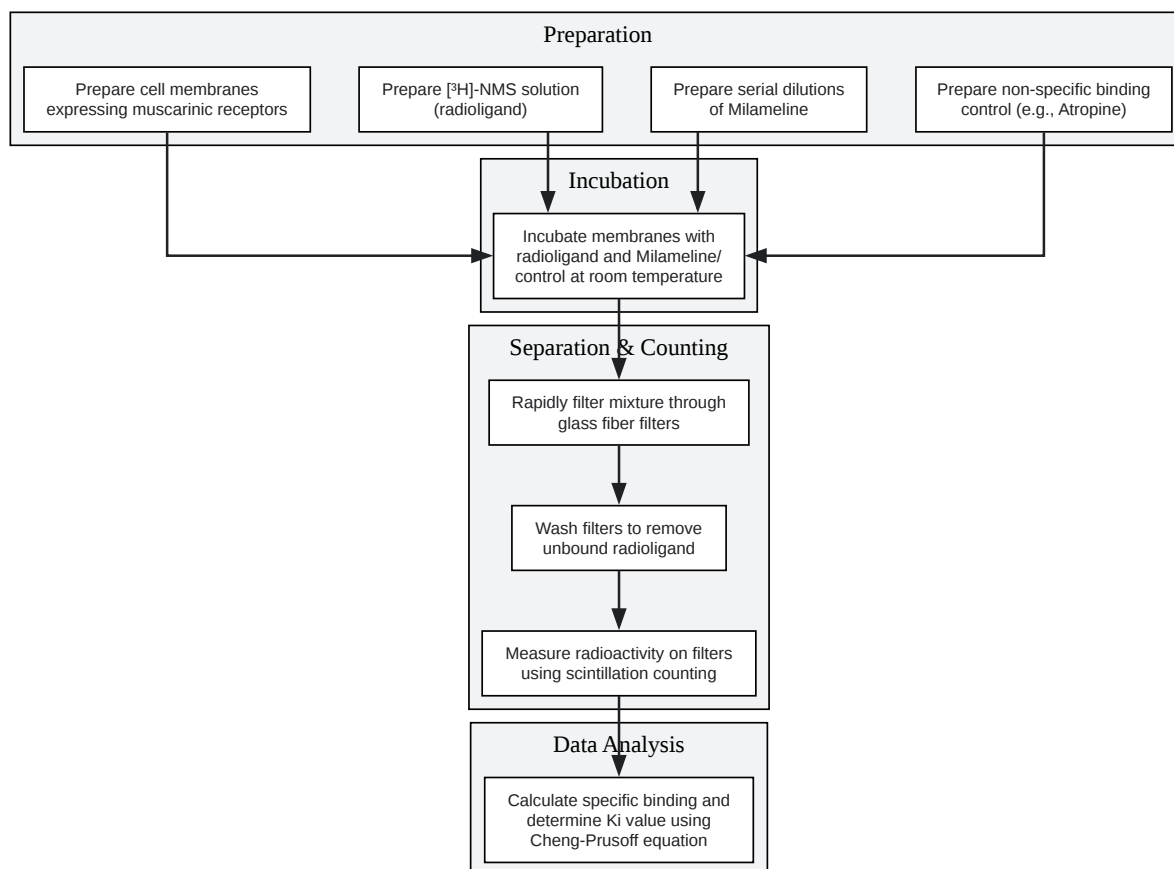 Preparation
Prepare cell membranes
expressing muscarinic receptors
Prepare [³H]-NMS solution
(radioligand)
Prepare serial dilutions
of Milameline
Prepare non-specific binding
control (e.g., Atropine)
Incubation
Incubate membranes with
radioligand and Milameline/
control at room temperature
Separation & Counting
Rapidly filter mixture through
glass fiber filters
Wash filters to remove
unbound radioligand
Measure radioactivity on filters
using scintillation counting
Data Analysis
Calculate specific binding and
determine Ki value using
Cheng-Prusoff equation